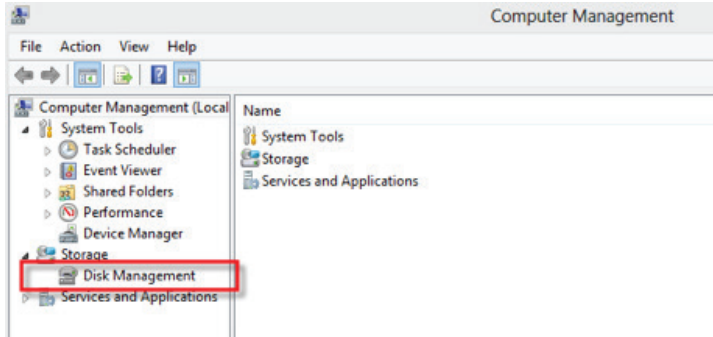 Computer Management
File Action View Help
Computer Management (Local
System Tools
Task Scheduler
Event Viewer
Shared Folders
Performance
Device Manager
Storage
Disk Management
Services and Applications
Name
System Tools
Storage
Services and Applications